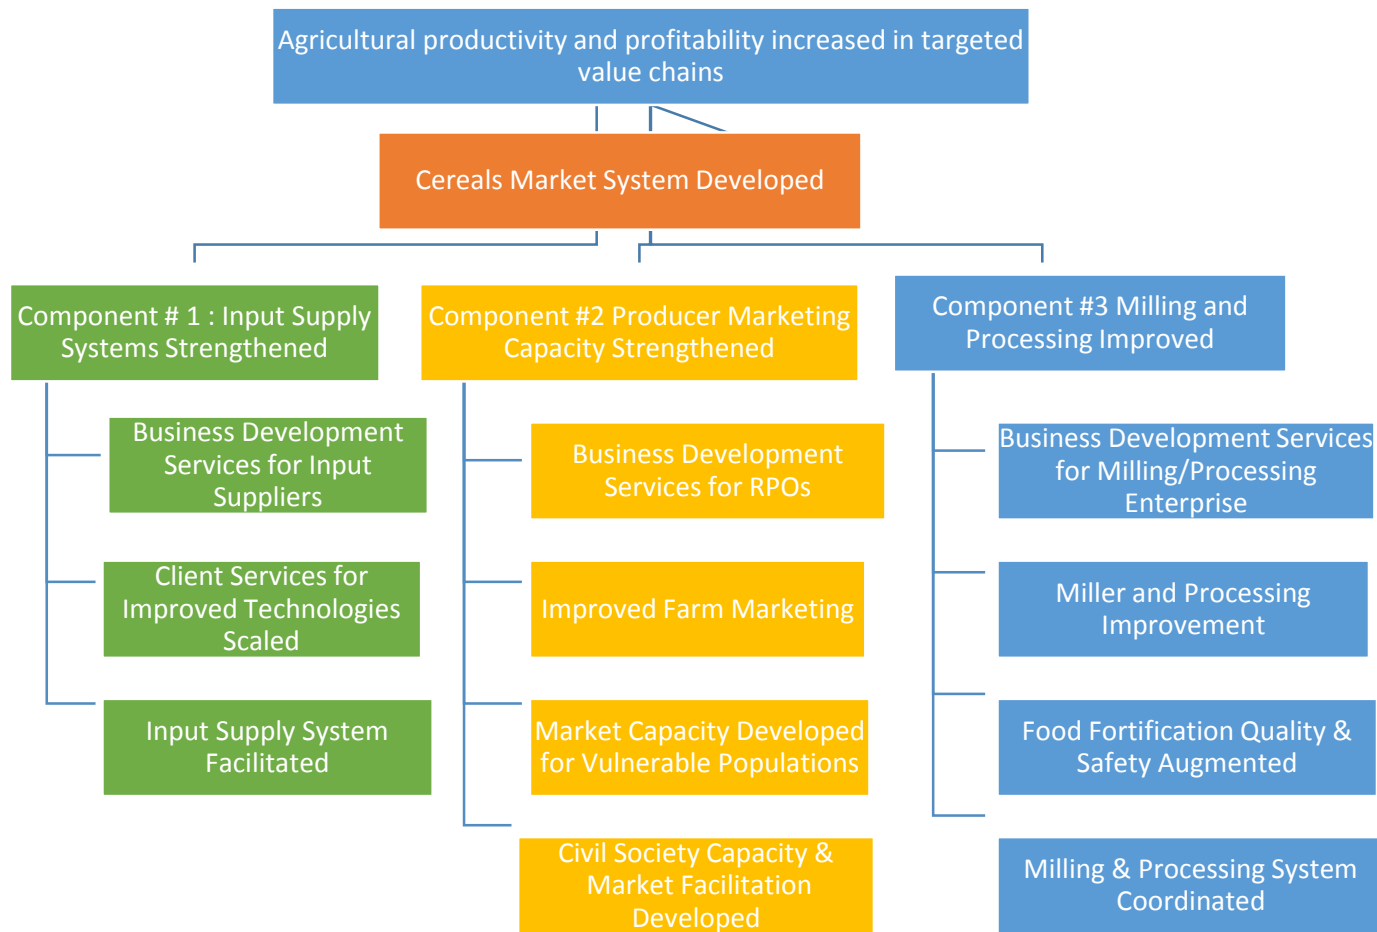 Agricultural productivity and profitability increased in targeted
value chains
Cereals Market System Developed
Component # 1 : Input Supply
Systems Strengthened
Business Development
Services for Input
Suppliers
Client Services for
Improved Technologies
Scaled
Input Supply System
Facilitated
Component #2 Producer Marketing
Capacity Strengthened
Business Development
Services for RPOs
Improved Farm Marketing
Market Capacity Developed
for Vulnerable Populations
Civil Society Capacity &
Market Facilitation
Developed
Component #3 Milling and
Processing Improved
Business Development Services
for Milling/Processing
Enterprise
Miller and Processing
Improvement
Food Fortification Quality &
Safety Augmented
Milling & Processing System
Coordinated